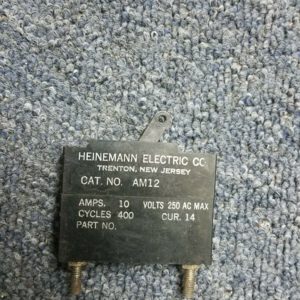 HEINEMANN ELECTRIC CO.
TRENTON, NEW JERSEY
CAT. NO. AM12
AMPS. 10 VOLTS 250 AC MAX
CYCLES 400 CUR. 14
PART NO.